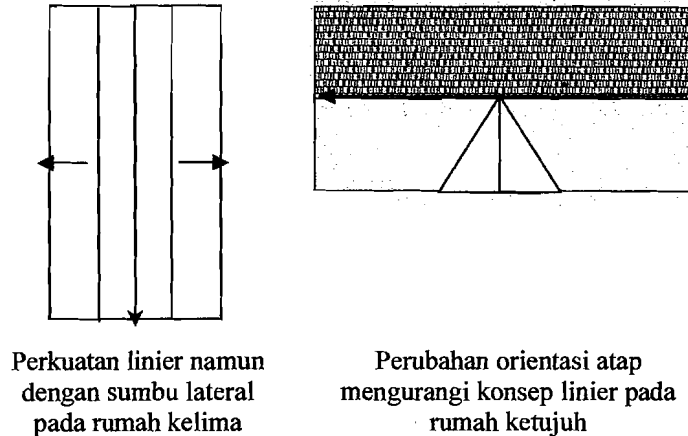 Perkuatan linier namun
dengan sumbu lateral
pada rumah kelima
Perubahan orientasi atap
mengurangi konsep linier pada
rumah ketujuh